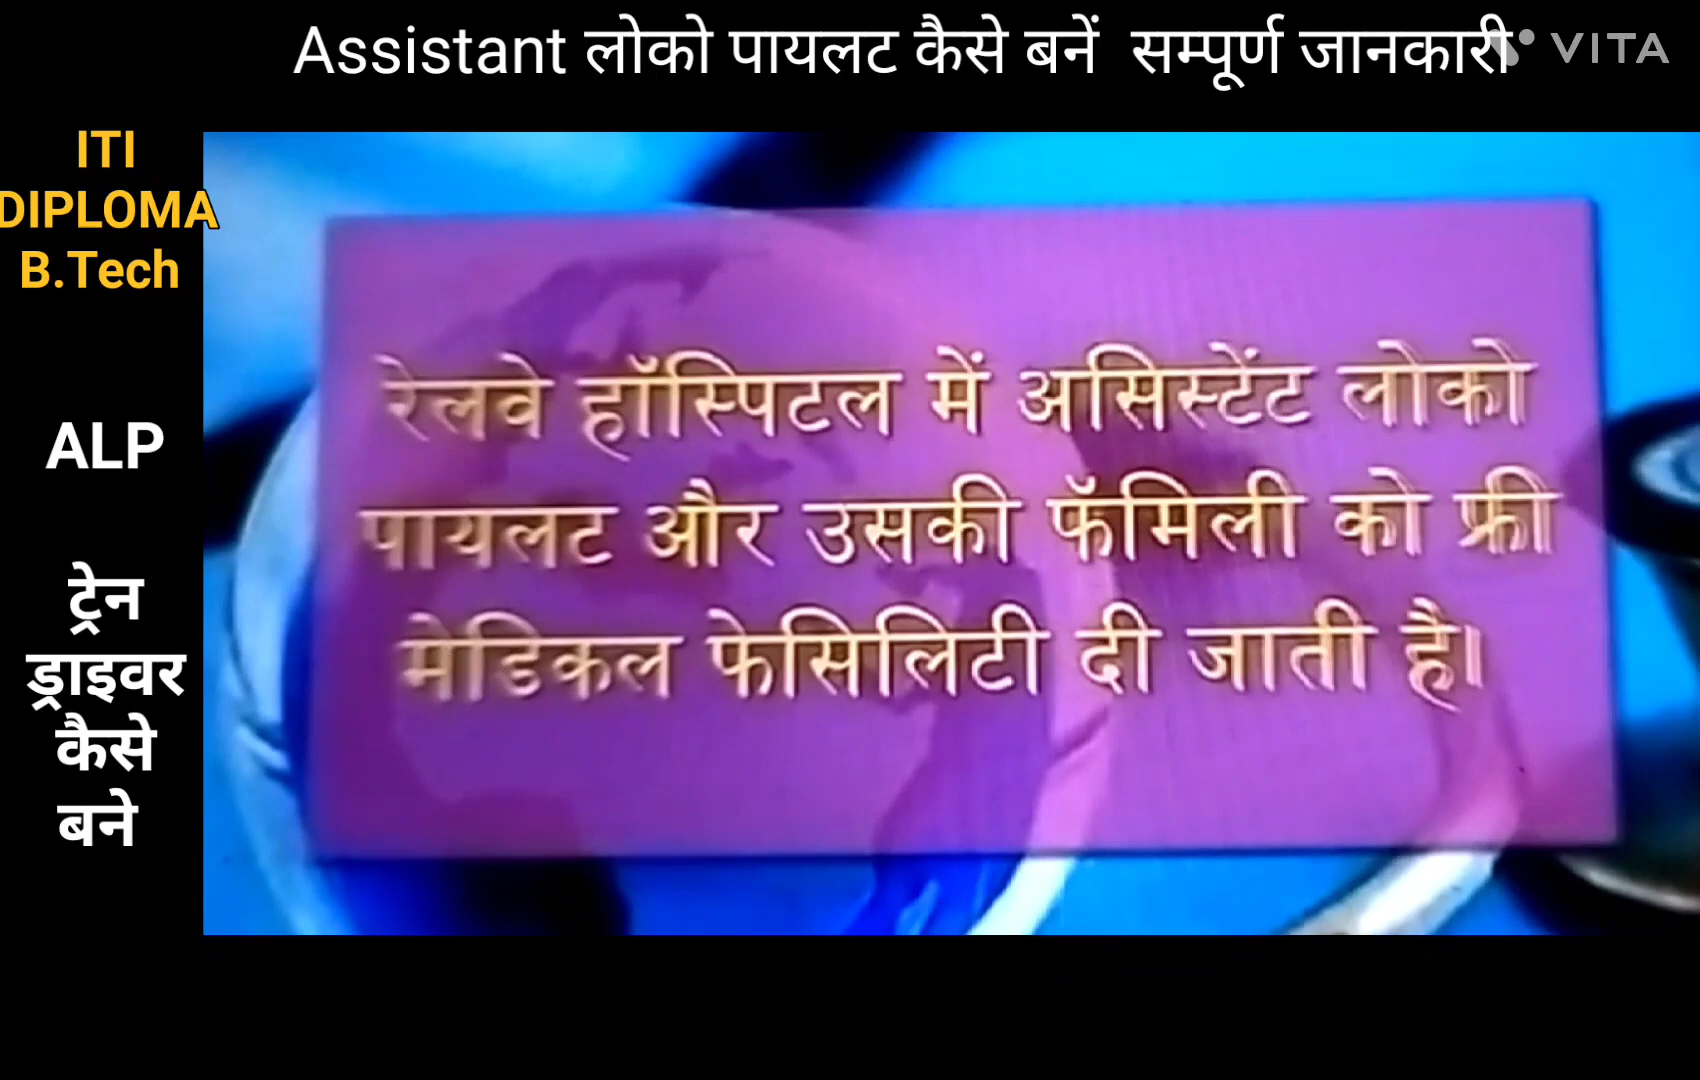 Assistant लोको पायलट कैसे बनें सम्पूर्ण जानकारी
VITA
ITI
DIPLOMA
B.Tech
ALP
ट्रेन
ड्राइवर
कैसे
बने
रेलवे हॉस्पिटल में असिस्टेंट लोको
पायलट और उसकी फॅमिली को फ्री
मेडिकल फेसिलिटी दी जाती है।